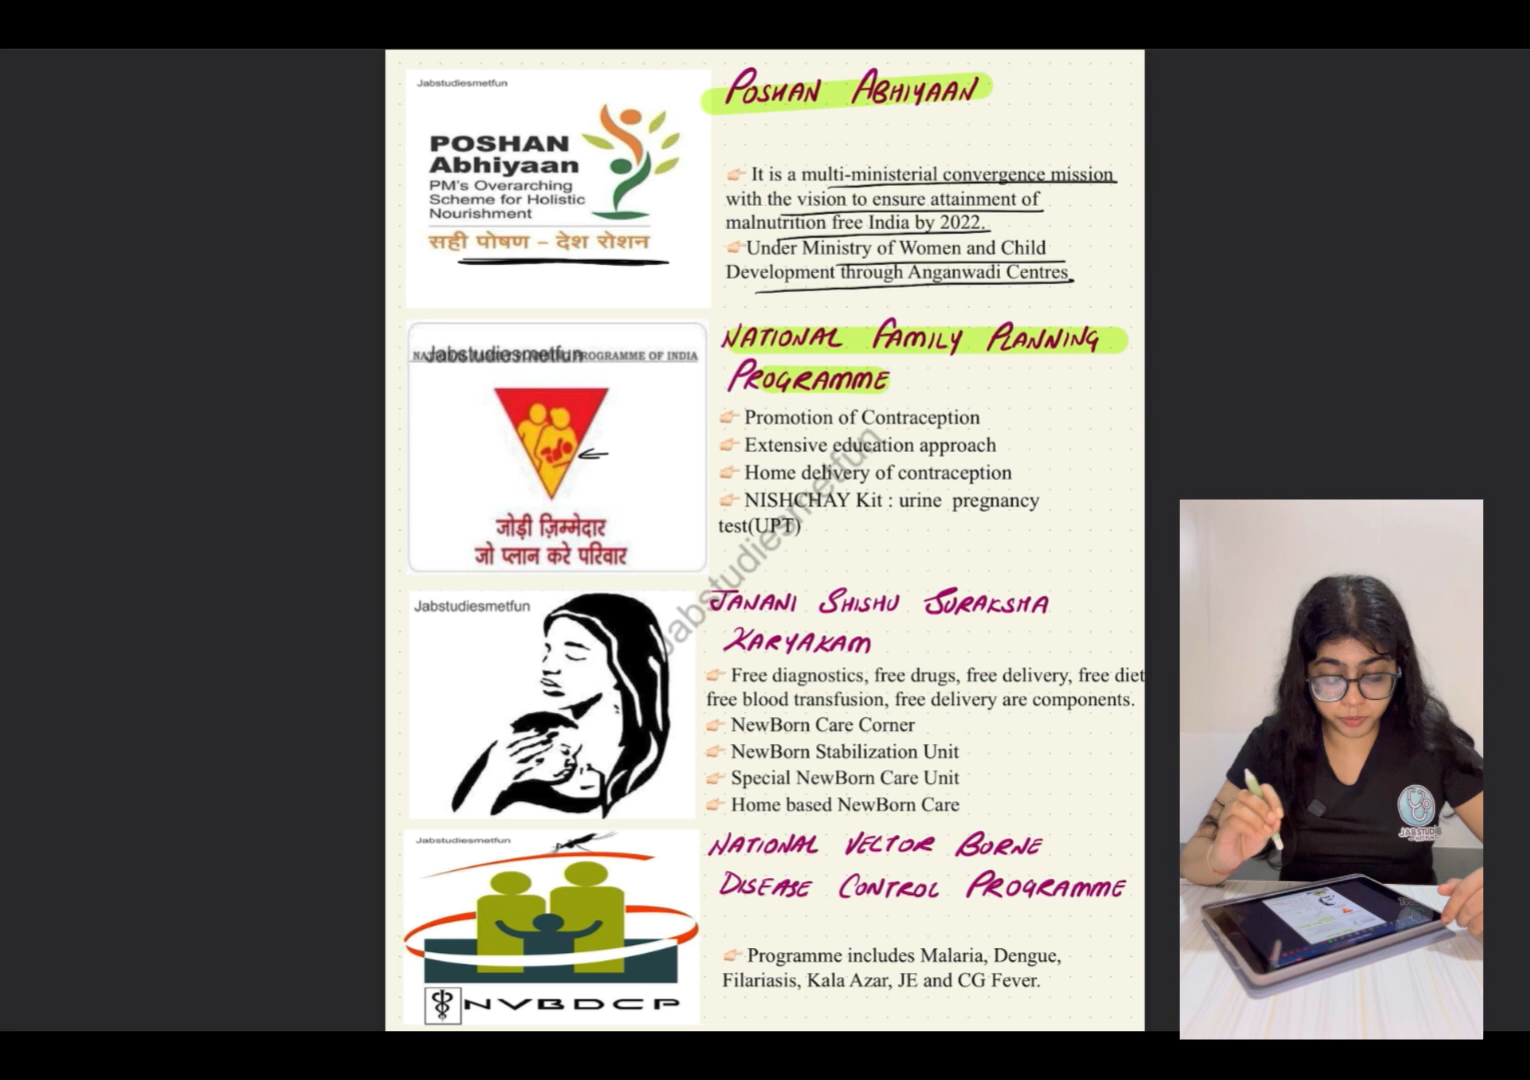 Jabstudiesmetfun
POSHAN
Abhiyaan
PM's Overarching
Scheme for Holistic
Nourishment
सही पोषण – देश रोशन
POSHAN ABHIYAAN
It is a multi-ministerial convergence mission
with the vision to ensure attainment of
malnutrition free India by 2022.
Under Ministry of Women and Child
Development through Anganwadi Centres.
Jabstudiesmetfun
PROGRAMME OF INDIA
जोड़ी ज़िम्मेदार
जो प्लान करे परिवार
NATIONAL FAMILY PLANNING
PROGRAMME
Promotion of Contraception
Extensive education approach
Home delivery of contraception
NISHCHAY Kit : urine pregnancy
test(UPT)
Jabstudiesmetfun
Jabstudiesmetfun
JANANI SHISHU SURAKSHA
KARYAKAM
Free diagnostics, free drugs, free delivery, free diet
free blood transfusion, free delivery are components.
NewBorn Care Corner
NewBorn Stabilization Unit
Special NewBorn Care Unit
Home based NewBorn Care
Jabstudiesmetfun
NVBDCP
NATIONAL VECTOR BORNE
DISEASE CONTROL PROGRAMME
Programme includes Malaria, Dengue,
Filariasis, Kala Azar, JE and CG Fever.